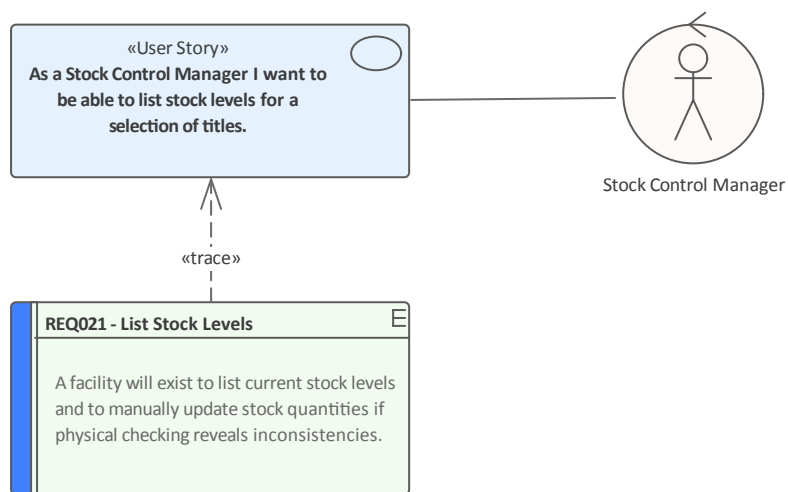 «User Story»
As a Stock Control Manager I want to
be able to list stock levels for a
selection of titles.
Stock Control Manager
«trace»
REQ021 - List Stock Levels
E
A facility will exist to list current stock levels
and to manually update stock quantities if
physical checking reveals inconsistencies.